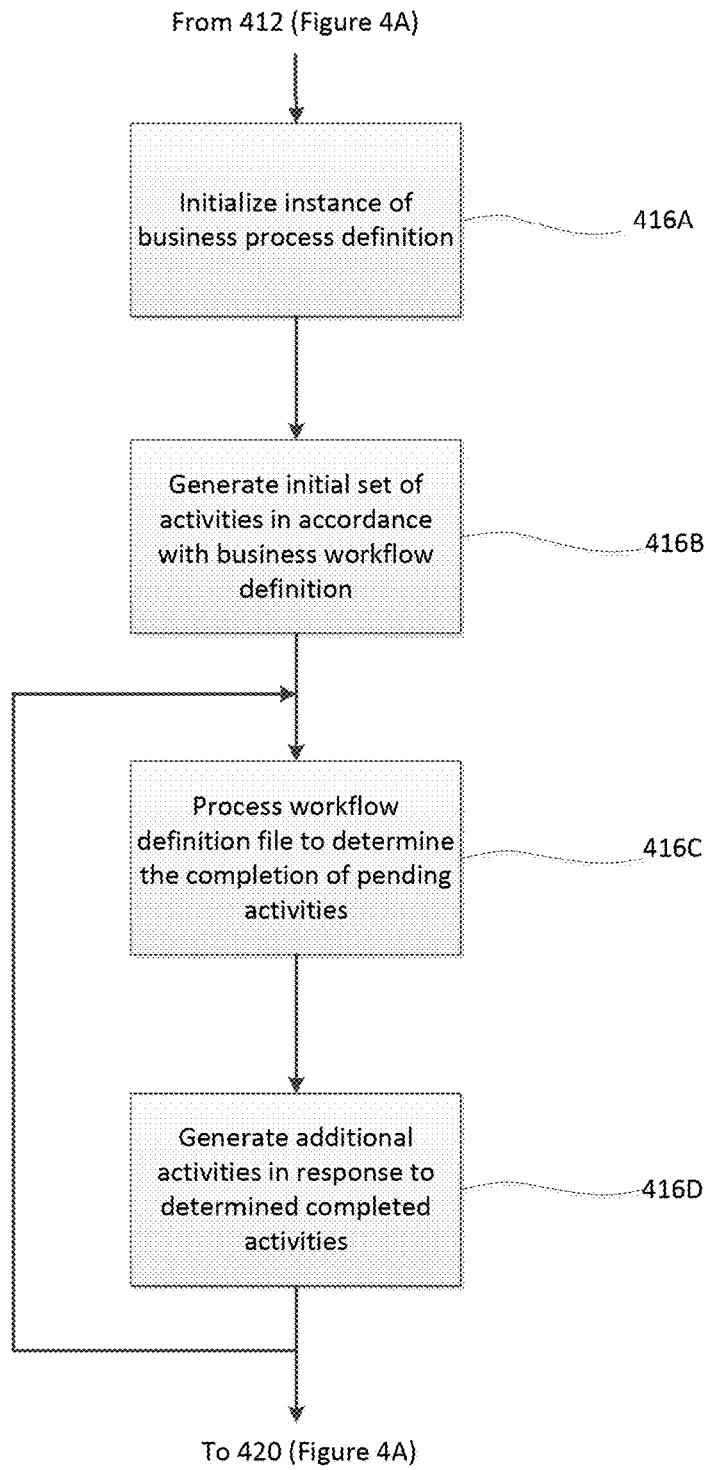 From 412 (Figure 4A)
Initialize instance of
business process definition
416A
Generate initial set of
activities in accordance
with business workflow
definition
416B
Process workflow
definition file to determine
the completion of pending
activities
416C
Generate additional
activities in response to
determined completed
activities
416D
To 420 (Figure 4A)